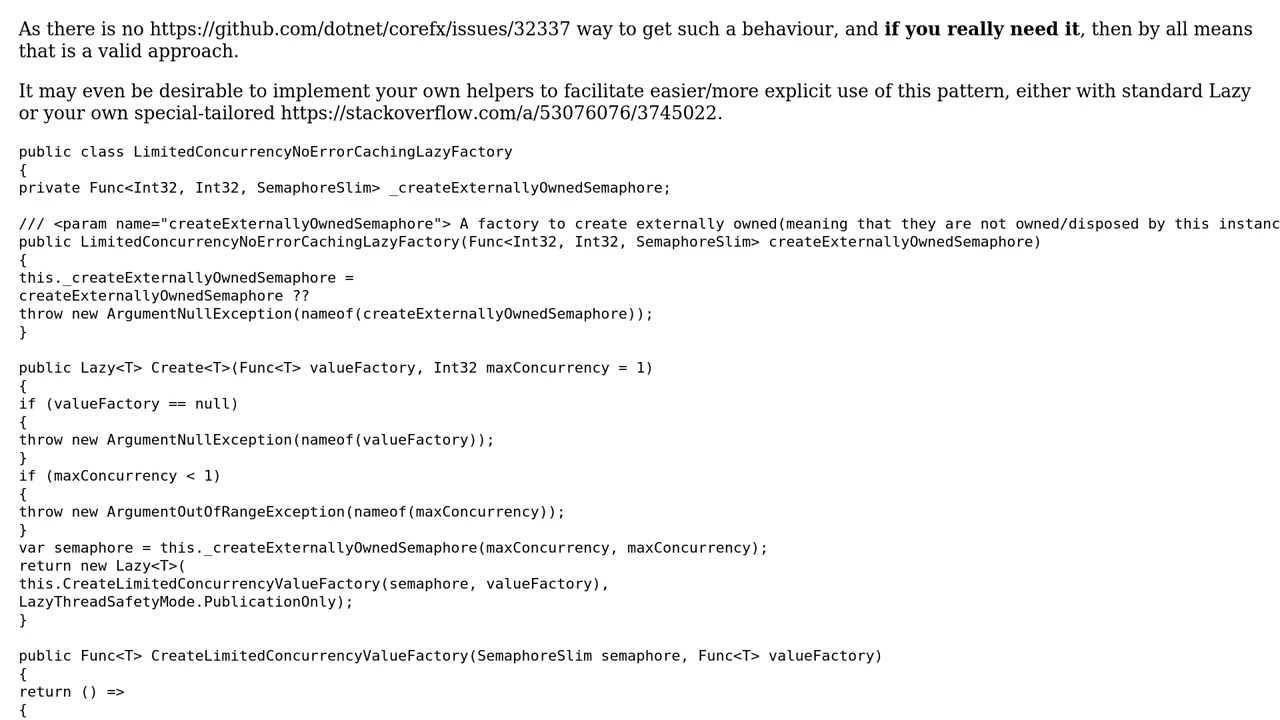 As there is no https://github.com/dotnet/corefx/issues/32337 way to get such a behaviour, and if you really need it, then by all means
that is a valid approach.
It may even be desirable to implement your own helpers to facilitate easier/more explicit use of this pattern, either with standard Lazy
or your own special-tailored https://stackoverflow.com/a/53076076/3745022.
public class LimitedConcurrencyNoErrorCachingLazyFactory
{
private Func<Int32, Int32, SemaphoreSlim> _createExternallyOwnedSemaphore;
/// <param name="createExternallyOwnedSemaphore"> A factory to create externally owned(meaning that they are not owned/disposed by this instanc
public LimitedConcurrencyNoErrorCachingLazyFactory(Func<Int32, Int32, SemaphoreSlim> createExternallyOwnedSemaphore)
{
this._createExternallyOwnedSemaphore =
createExternallyOwnedSemaphore ??
throw new ArgumentNullException(nameof(createExternallyOwnedSemaphore));
}
public Lazy<T> Create<T>(Func<T> valueFactory, Int32 maxConcurrency = 1)
{
if (valueFactory == null)
{
throw new ArgumentNullException(nameof(valueFactory));
}
if (maxConcurrency < 1)
{
throw new ArgumentOutOfRangeException(nameof(maxConcurrency));
}
var semaphore = this._createExternallyOwnedSemaphore(maxConcurrency, maxConcurrency);
return new Lazy<T>(
this.CreateLimitedConcurrencyValueFactory(semaphore, valueFactory),
LazyThreadSafetyMode.PublicationOnly);
}
public Func<T> CreateLimitedConcurrencyValueFactory(SemaphoreSlim semaphore, Func<T> valueFactory)
{
return () =>
{